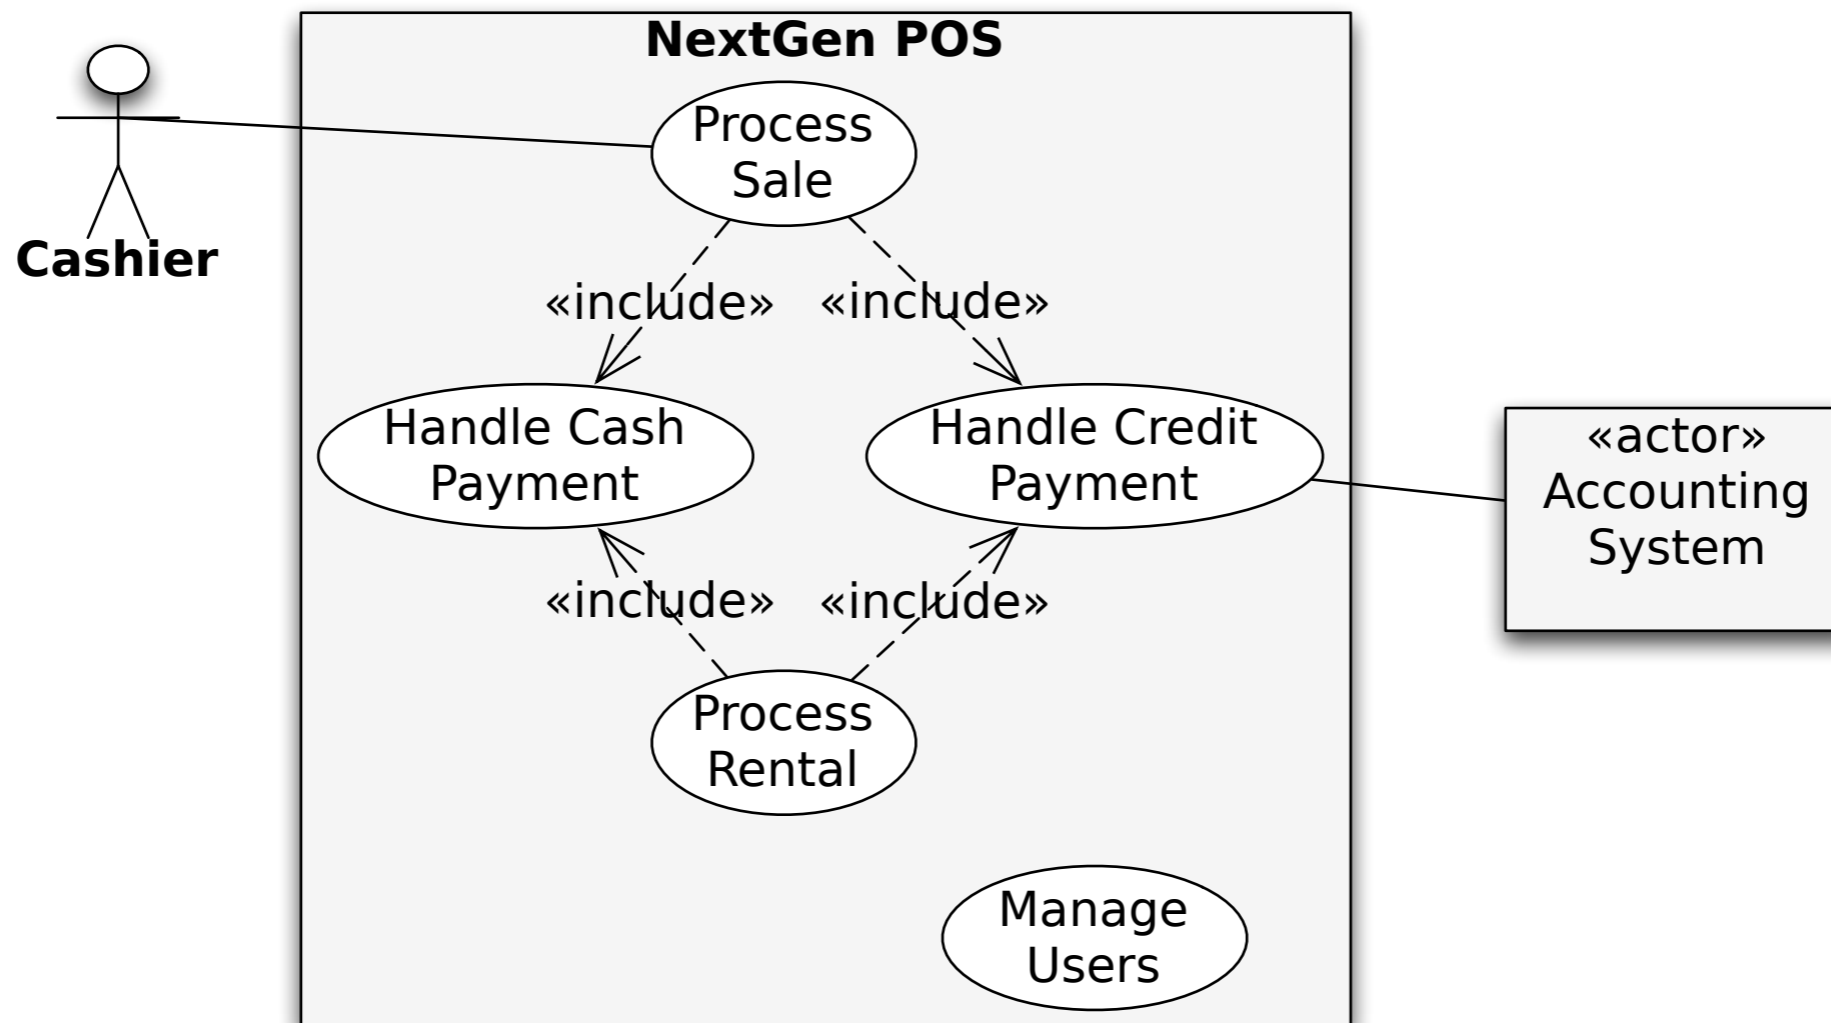 NextGen POS
Process
Sale
Cashier
«include» «include»
Handle Cash
Payment
Handle Credit
Payment
«actor»
Accounting
System
«include» «include»
Process
Rental
Manage
Users